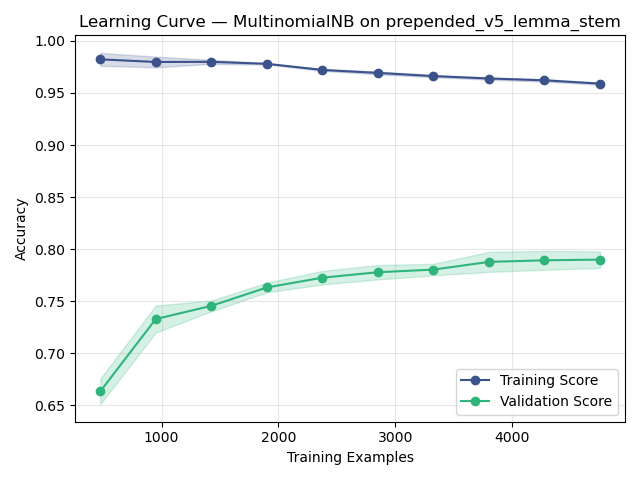 Learning Curve — MultinomialNB on prepended_v5_lemma_stem
1.00
0.95
0.90
0.85
0.80
0.75
0.70
0.65
Accuracy
1000 2000 3000 4000
Training Examples
Training Score
Validation Score